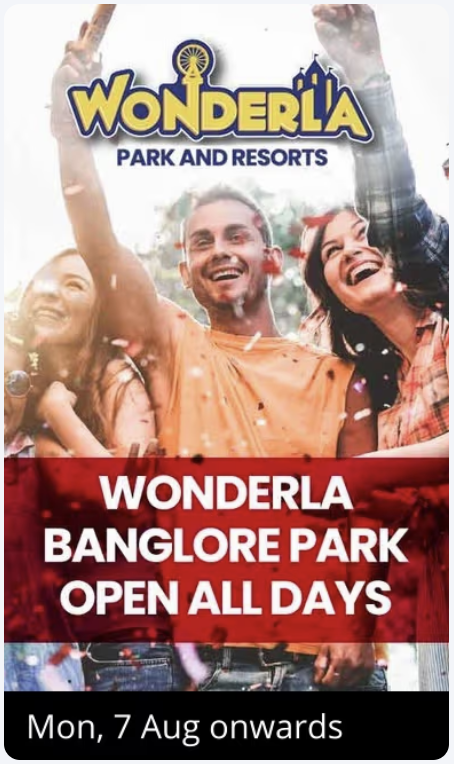 WONDERLA
PARK AND RESORTS
WONDERLA
BANGLORE PARK
OPEN ALL DAYS
Mon, 7 Aug onwards